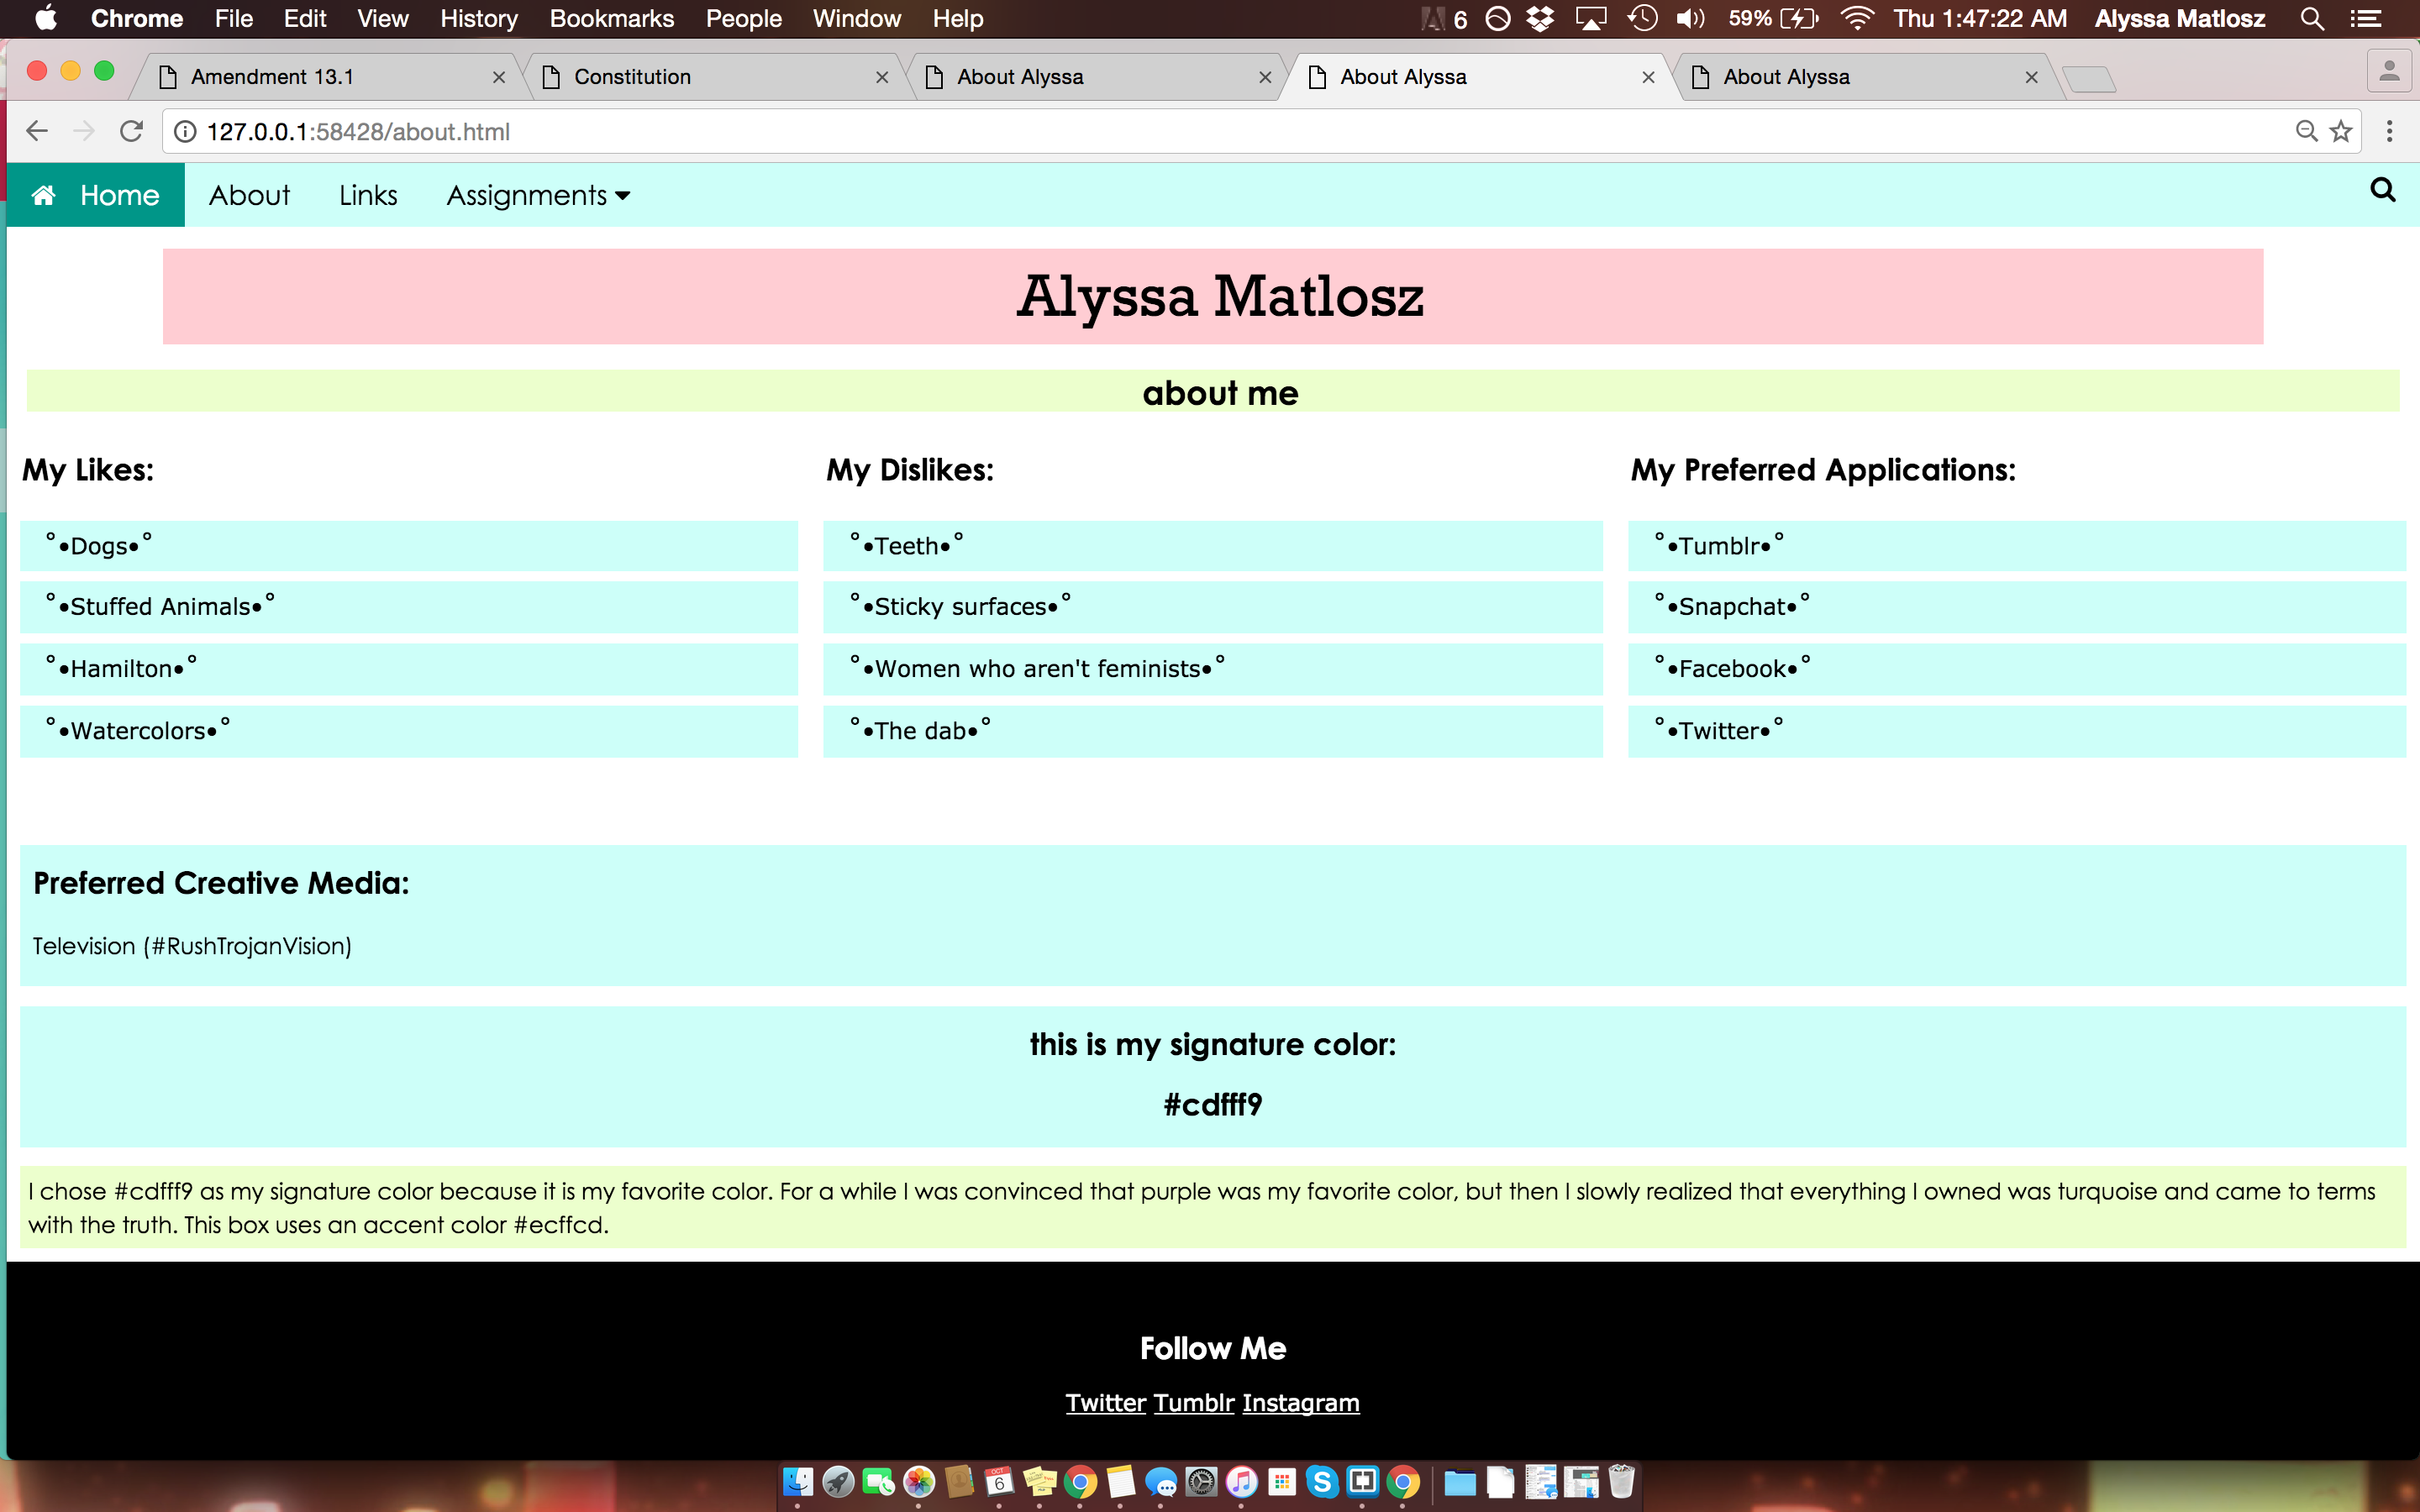 Chrome File Edit View History Bookmarks People Window Help 6 59% Thu 1:47:22 AM Alyssa Matlosz
Amendment 13.1 Constitution About Alyssa About Alyssa About Alyssa
127.0.0.1:58428/about.html
Home About Links Assignments
Alyssa Matlosz
about me
My Likes: My Dislikes: My Preferred Applications:
°•Dogs•° °•Teeth•° °•Tumblr•°
°•Stuffed Animals•° °•Sticky surfaces•° °•Snapchat•°
°•Hamilton•° °•Women who aren't feminists•° °•Facebook•°
°•Watercolors•° °•The dab•° °•Twitter•°
Preferred Creative Media:
Television (#RushTrojanVision)
this is my signature color:
#cdfff9
I chose #cdfff9 as my signature color because it is my favorite color. For a while I was convinced that purple was my favorite color, but then I slowly realized that everything I owned was turquoise and came to terms
with the truth. This box uses an accent color #ecffcd.
Follow Me
Twitter Tumblr Instagram
OCT
6